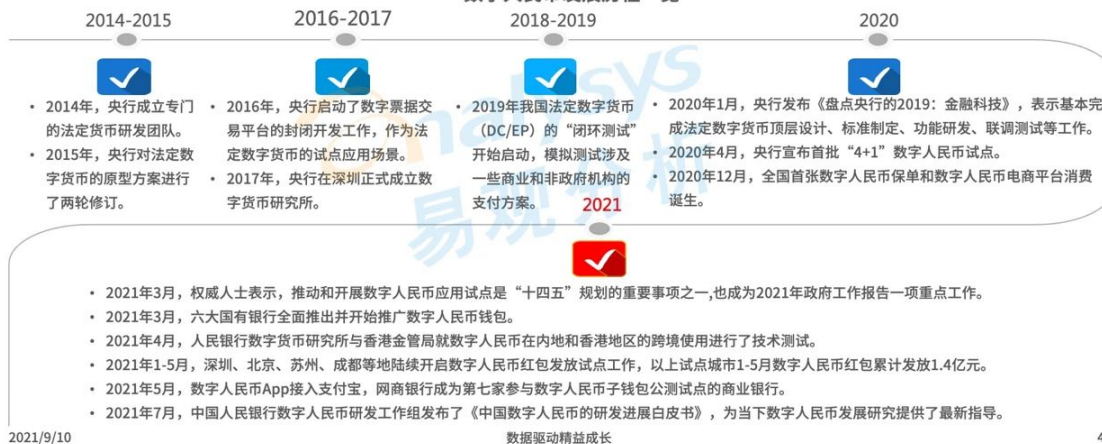 2014-2015
2016-2017
2018-2019
2020
• 2014年，央行成立专门
的法定货币研发团队。
• 2015年，央行对法定数
字货币的原型方案进行
了两轮修订。
• 2016年，央行启动了数字票据交
易平台的封闭开发工作，作为法
定数字货币的试点应用场景。
• 2017年，央行在深圳正式成立数
字货币研究所。
• 2019年我国法定数字货币
（DC/EP）的“闭环测试”
开始启动，模拟测试涉及
一些商业和非政府机构的
支付方案。
• 2020年1月，央行发布《盘点央行的2019：金融科技》，表示基本完
成法定数字货币顶层设计、标准制定、功能研发、联调测试等工作。
• 2020年4月，央行宣布首批“4+1”数字人民币试点。
• 2020年12月，全国首张数字人民币保单和数字人民币电商平台消费
诞生。
2021
• 2021年3月，权威人士表示，推动和开展数字人民币应用试点是“十四五”规划的重要事项之一,也成为2021年政府工作报告一项重点工作。
• 2021年3月，六大国有银行全面推出并开始推广数字人民币钱包。
• 2021年4月，人民银行数字货币研究所与香港金管局就数字人民币在内地和香港地区的跨境使用进行了技术测试。
• 2021年1-5月，深圳、北京、苏州、成都等地陆续开启数字人民币红包发放试点工作，以上试点城市1-5月数字人民币红包累计发放1.4亿元。
• 2021年5月，数字人民币App接入支付宝，网商银行成为第七家参与数字人民币子钱包公测试点的商业银行。
• 2021年7月，中国人民银行数字人民币研发工作组发布了《中国数字人民币的研发进展白皮书》，为当下数字人民币发展研究提供了最新指导。
analysys
易观分析
2021/9/10
数据驱动精益成长
4